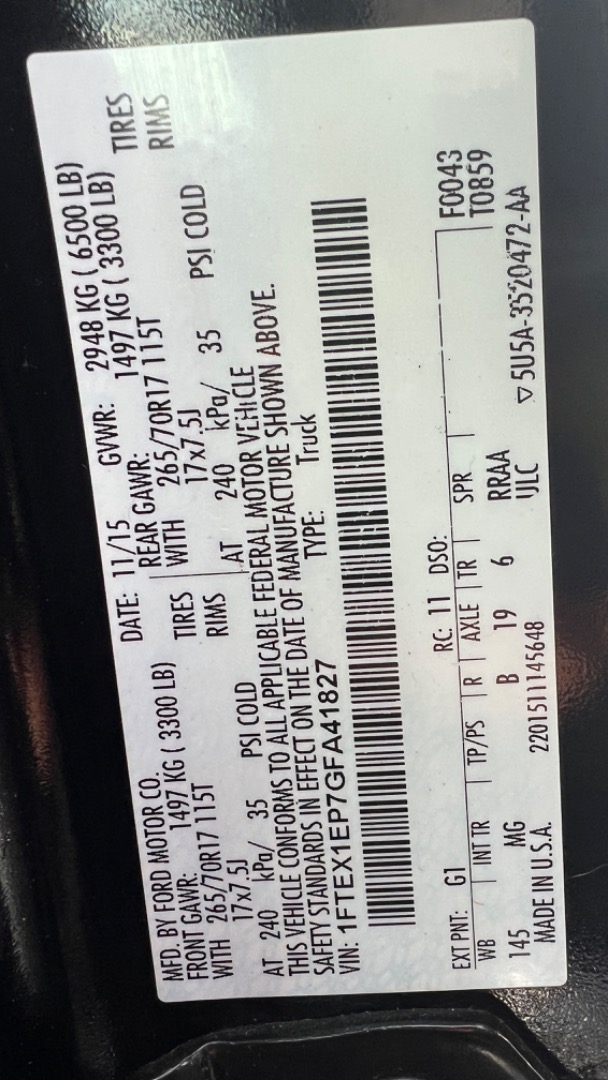 MFD. BY FORD MOTOR CO. DATE: 11/15 GVWR: 2948 KG ( 6500 LB)
FRONT GAWR: 1497 KG ( 3300 LB) REAR GAWR: 1497 KG ( 3300 LB)
WITH 265/70R17 115T TIRES WITH 265/70R17 115T TIRES
17x7.5J RIMS 17x7.5J RIMS
AT 240 kPa/ 35 PSI COLD AT 240 kPa/ 35 PSI COLD
THIS VEHICLE CONFORMS TO ALL APPLICABLE FEDERAL MOTOR VEHICLE
SAFETY STANDARDS IN EFFECT ON THE DATE OF MANUFACTURE SHOWN ABOVE.
VIN: 1FTEX1EP7GFA41827 TYPE: Truck
EXT PNT: G1 RC: 11 DSO: F0043
WB INT TR TP/PS R AXLE TR SPR T0859
145 MG B 19 6 RRAA
MADE IN U.S.A. 2201511145648 ULC ▽ 5U5A-3520472-AA